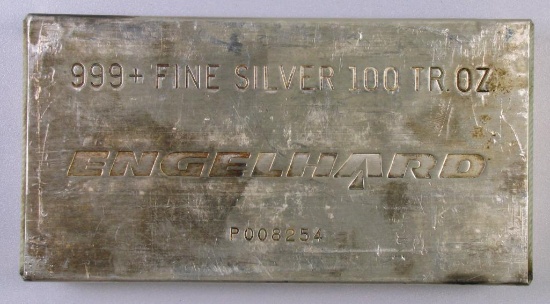 999+ FINE SILVER 100 TR. OZ
ENGELHARD
P008254